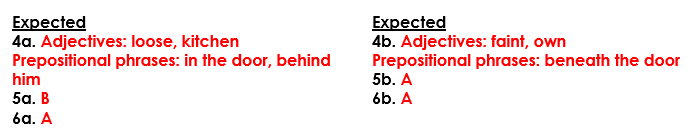 Expected
4a. Adjectives: loose, kitchen
Prepositional phrases: in the door, behind
him
5a. B
6a. A
Expected
4b. Adjectives: faint, own
Prepositional phrases: beneath the door
5b. A
6b. A